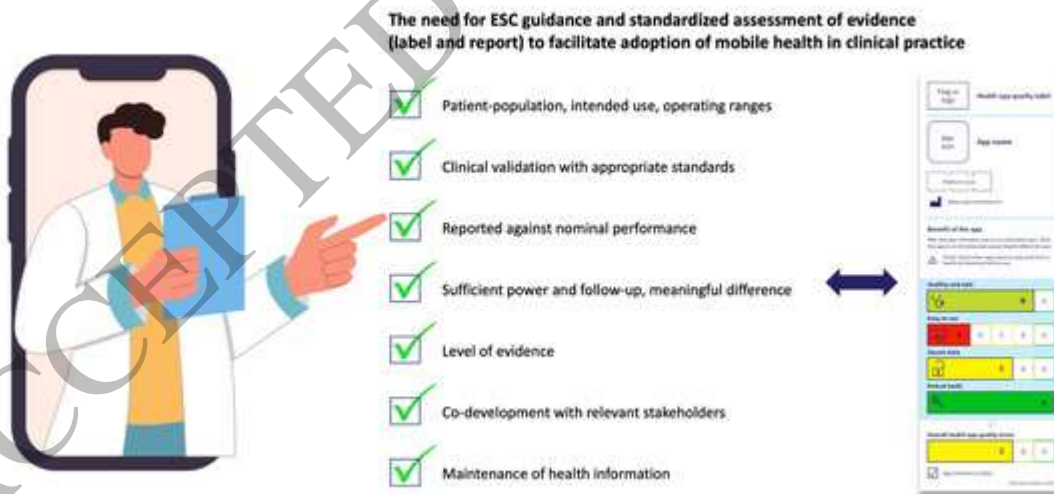 The need for ESC guidance and standardized assessment of evidence
(label and report) to facilitate adoption of mobile health in clinical practice
ACCEPTED
Patient-population, intended use, operating ranges
Clinical validation with appropriate standards
Reported against nominal performance
Sufficient power and follow-up, meaningful difference
Level of evidence
Co-development with relevant stakeholders
Maintenance of health information
Health app quality label
App name
Benefit of the app
Healthy and safe
Easy to use
Secure data
Robust build
Overall health app quality score